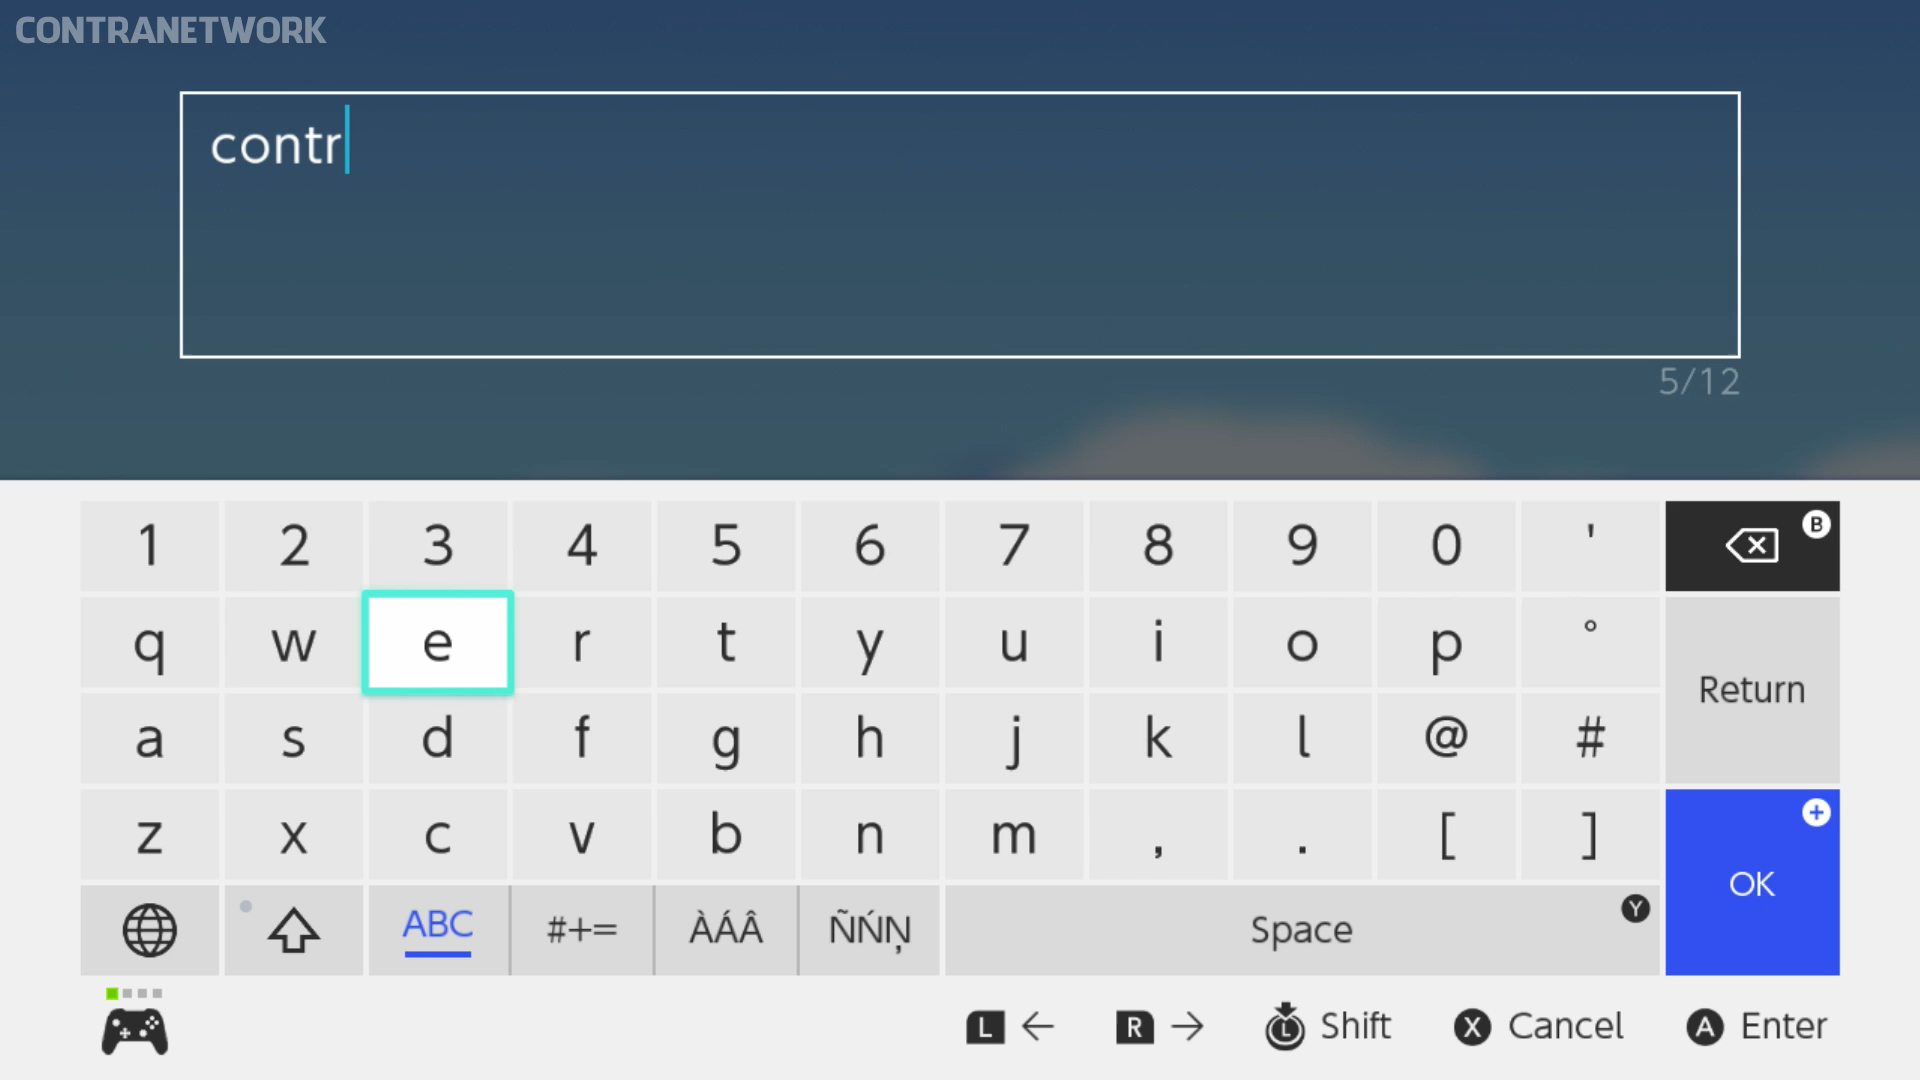 CONTRANETWORK
contr
5/12
1 2 3 4 5 6 7 8 9 0 ' B
q w e r t y u i o p °
Return
a s d f g h j k l @ #
z x c v b n m , . [ ]
+
OK
ABC #+= ÀÁÂ ÑŃŅ Space Y
L ← R → L Shift X Cancel A Enter